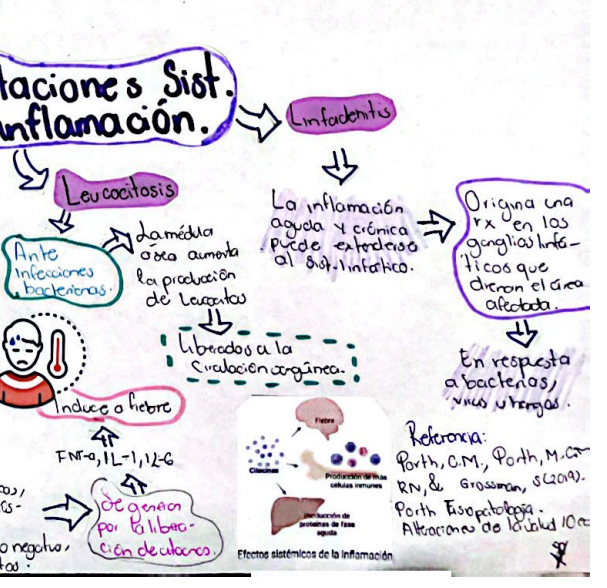 taciones Sist.
nflamación.
Linfadenitis
Leucocitosis
Ante
infecciones
bacterianas.
La médula
ósea aumenta
la producción
de Leucocitos
Liberados a la
Circulación sangínea.
La inflamación
aguda y crónica
puede extenderse
al Sist. linfático.
Origina una
rx en los
ganglios linfá-
ticos que
drenan el área
afectada.
En respuesta
a bacterias,
virus u hongos.
Induce a fiebre
FNT-α, IL-1, IL-6
Se generan
por la libera-
ción de citocinas.
o negativo,
Fiebre
Citocinas
Producción de más
células inmunes
Producción de
proteínas de fase
aguda
Efectos sistémicos de la inflamación
Referencia:
Porth, C.M., Porth, M.C.M
RN, & Grossman, S (2019).
Porth Fisiopatología.
Alteraciones de la salud 10